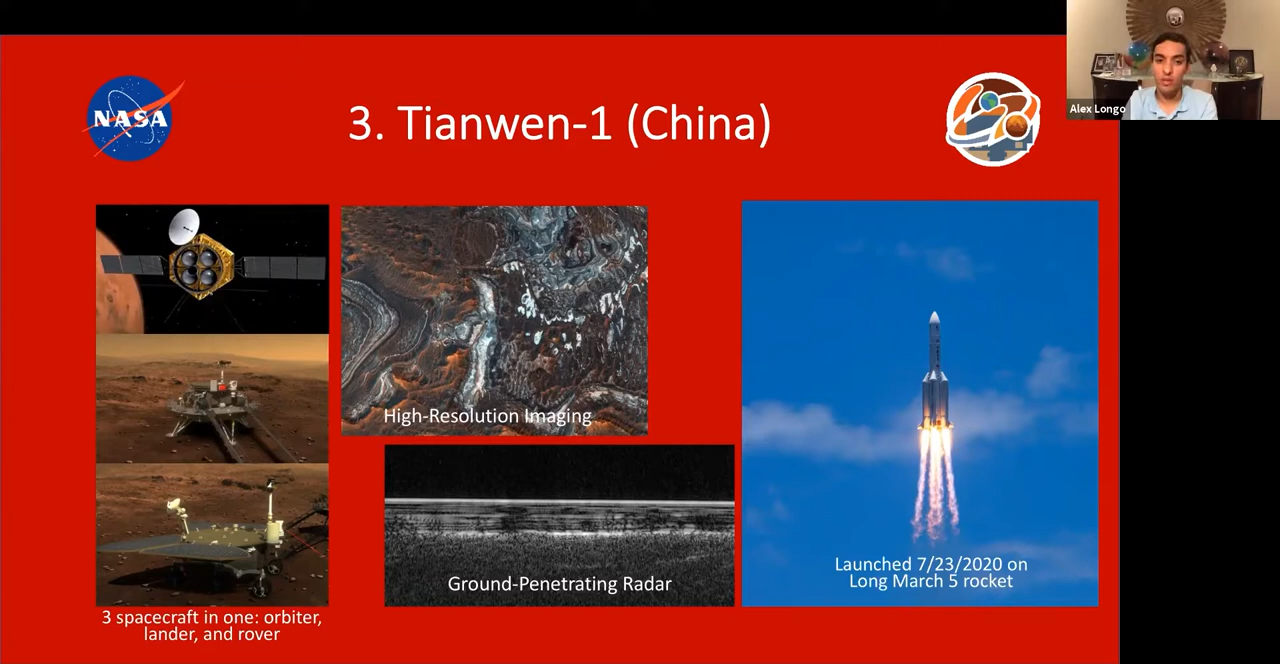 Alex Longo
NASA
3. Tianwen-1 (China)
High-Resolution Imaging
Ground-Penetrating Radar
Launched 7/23/2020 on
Long March 5 rocket
3 spacecraft in one: orbiter,
lander, and rover